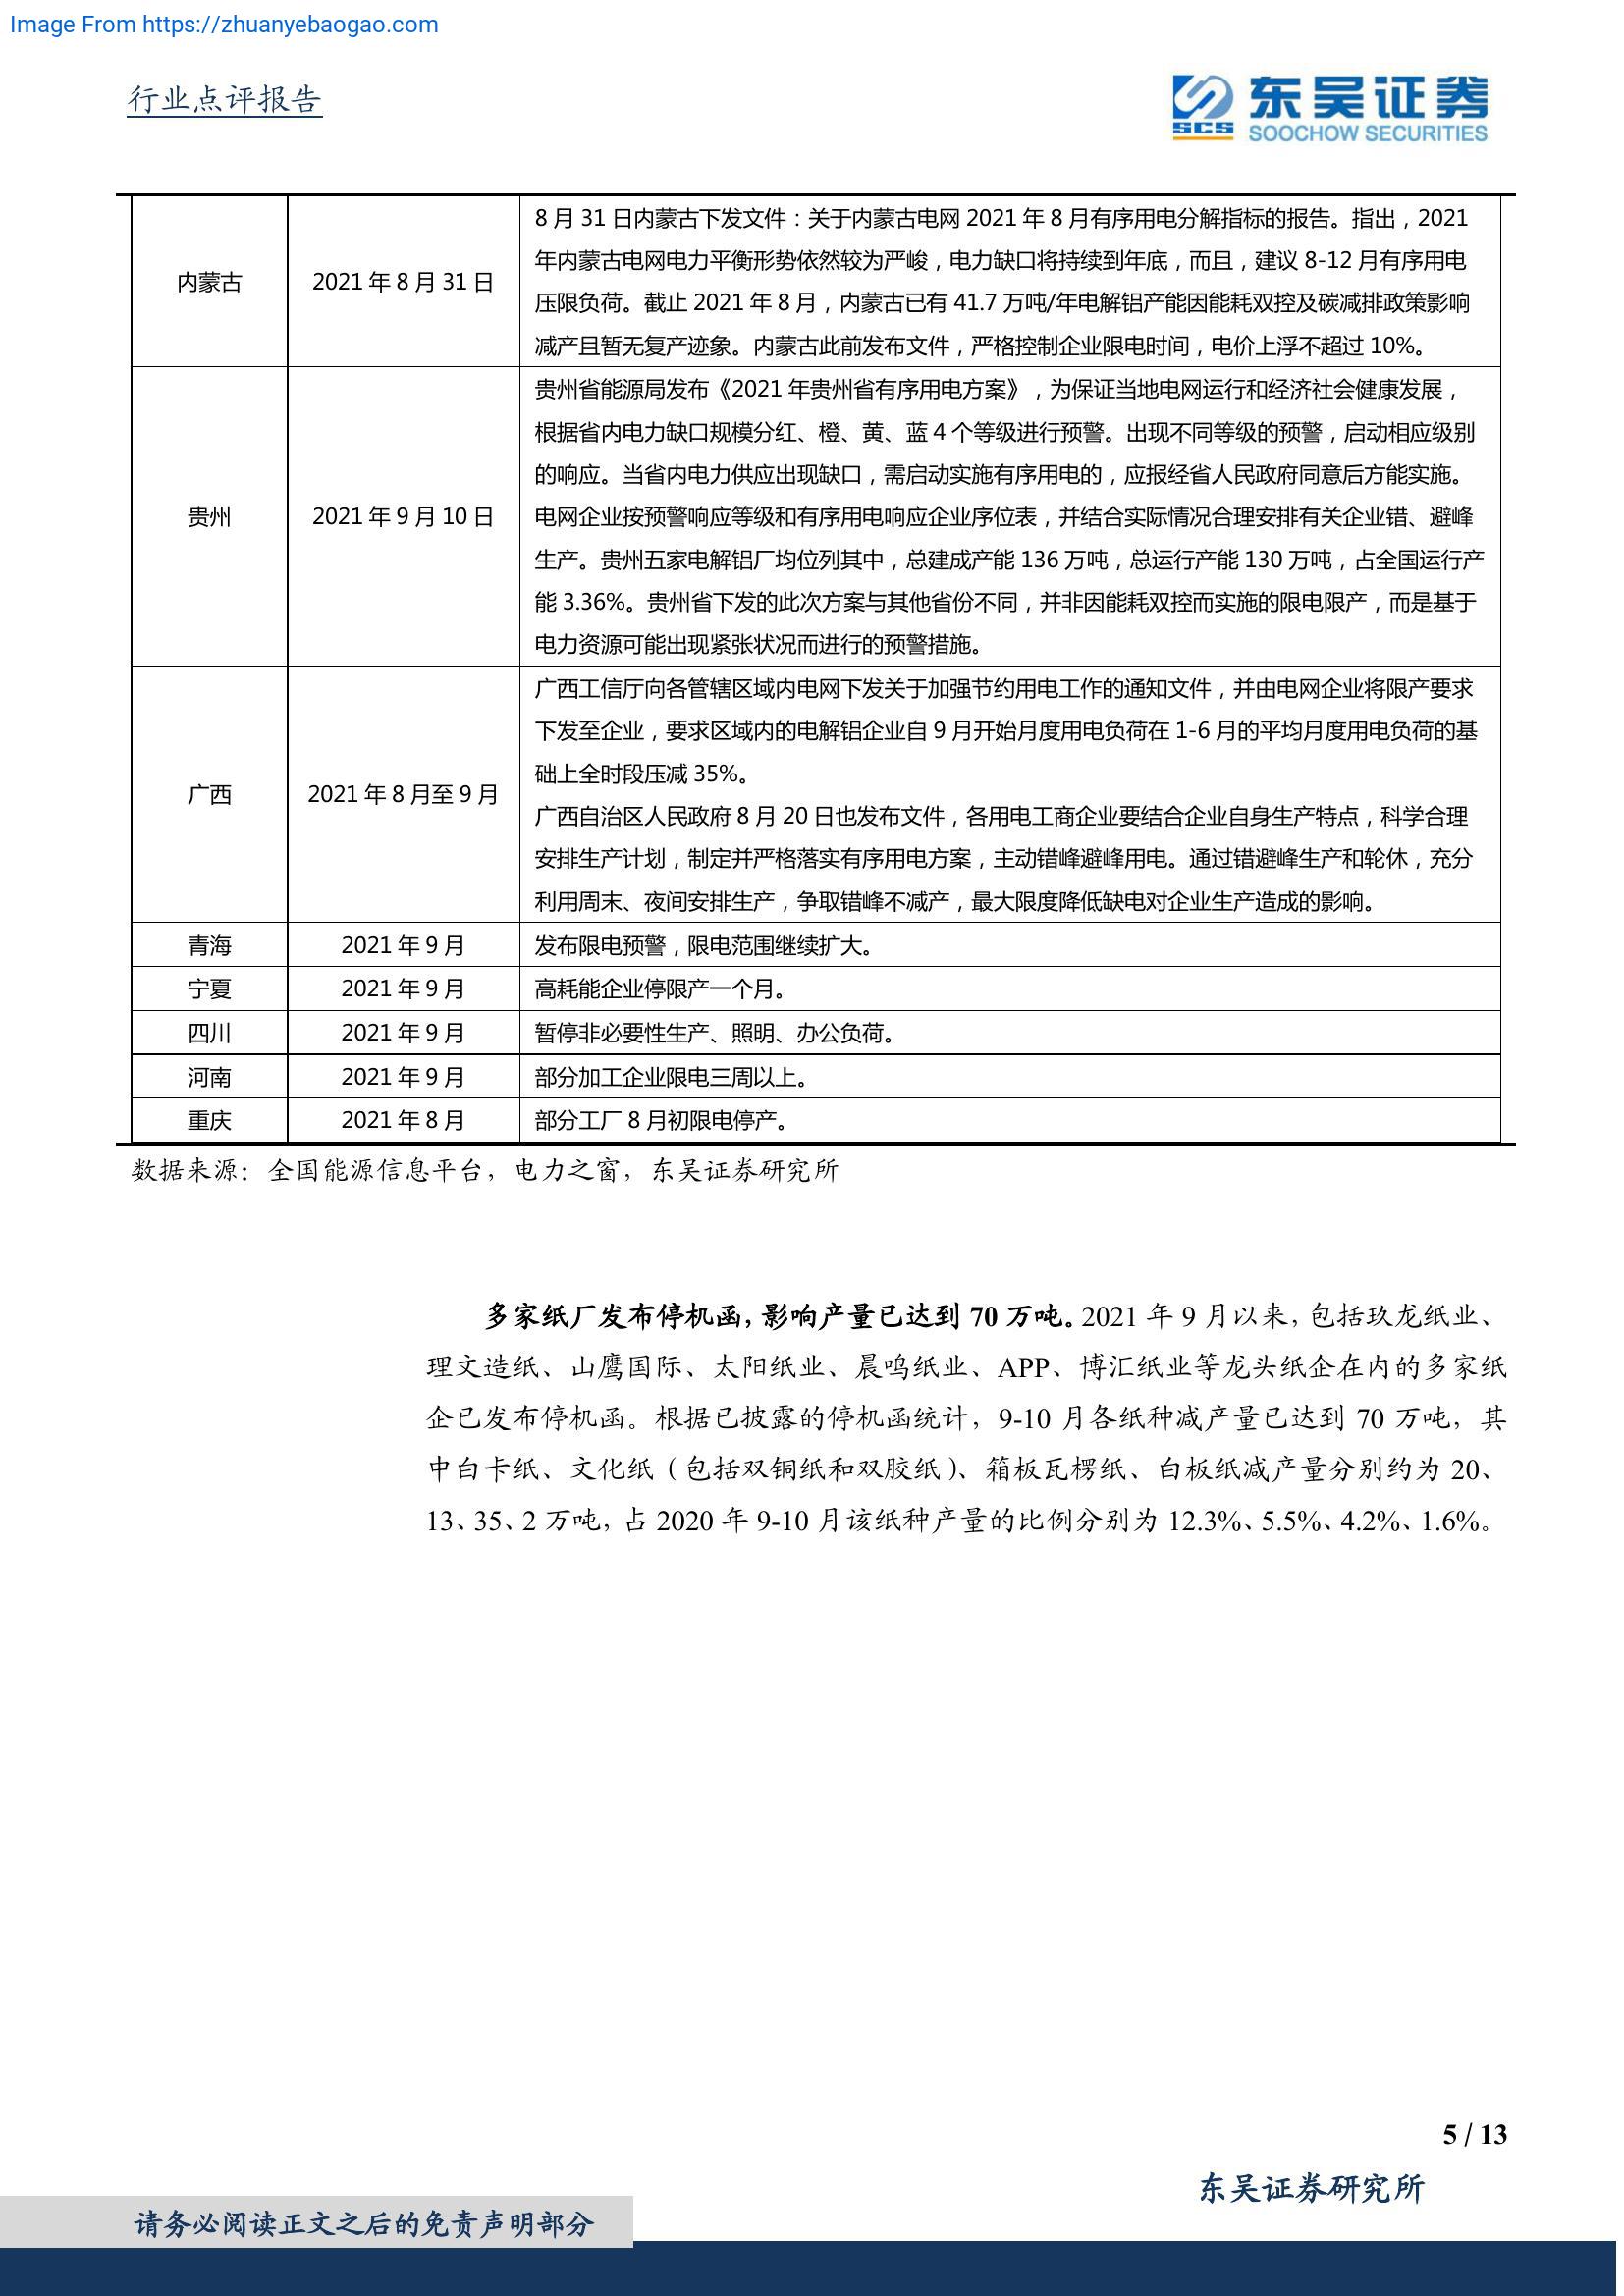 Image From https://zhuanyebaogao.com
行业点评报告
SCS
东吴证券
SOOCHOW SECURITIES
内蒙古
2021 年 8 月 31 日
8 月 31 日内蒙古下发文件：关于内蒙古电网 2021 年 8 月有序用电分解指标的报告。指出，2021
年内蒙古电网电力平衡形势依然较为严峻，电力缺口将持续到年底，而且，建议 8-12 月有序用电
压限负荷。截止 2021 年 8 月，内蒙古已有 41.7 万吨/年电解铝产能因能耗双控及碳减排政策影响
减产且暂无复产迹象。内蒙古此前发布文件，严格控制企业限电时间，电价上浮不超过 10%。
贵州
2021 年 9 月 10 日
贵州省能源局发布《2021 年贵州省有序用电方案》，为保证当地电网运行和经济社会健康发展，
根据省内电力缺口规模分红、橙、黄、蓝 4 个等级进行预警。出现不同等级的预警，启动相应级别
的响应。当省内电力供应出现缺口，需启动实施有序用电的，应报经省人民政府同意后方能实施。
电网企业按预警响应等级和有序用电响应企业序位表，并结合实际情况合理安排有关企业错、避峰
生产。贵州五家电解铝厂均位列其中，总建成产能 136 万吨，总运行产能 130 万吨，占全国运行产
能 3.36%。贵州省下发的此次方案与其他省份不同，并非因能耗双控而实施的限电限产，而是基于
电力资源可能出现紧张状况而进行的预警措施。
广西
2021 年 8 月至 9 月
广西工信厅向各管辖区域内电网下发关于加强节约用电工作的通知文件，并由电网企业将限产要求
下发至企业，要求区域内的电解铝企业自 9 月开始月度用电负荷在 1-6 月的平均月度用电负荷的基
础上全时段压减 35%。
广西自治区人民政府 8 月 20 日也发布文件，各用电工商企业要结合企业自身生产特点，科学合理
安排生产计划，制定并严格落实有序用电方案，主动错峰避峰用电。通过错避峰生产和轮休，充分
利用周末、夜间安排生产，争取错峰不减产，最大限度降低缺电对企业生产造成的影响。
青海
2021 年 9 月
发布限电预警，限电范围继续扩大。
宁夏
2021 年 9 月
高耗能企业停限产一个月。
四川
2021 年 9 月
暂停非必要性生产、照明、办公负荷。
河南
2021 年 9 月
部分加工企业限电三周以上。
重庆
2021 年 8 月
部分工厂 8 月初限电停产。
数据来源：全国能源信息平台，电力之窗，东吴证券研究所
多家纸厂发布停机函，影响产量已达到 70 万吨。2021 年 9 月以来，包括玖龙纸业、
理文造纸、山鹰国际、太阳纸业、晨鸣纸业、APP、博汇纸业等龙头纸企在内的多家纸
企已发布停机函。根据已披露的停机函统计，9-10 月各纸种减产量已达到 70 万吨，其
中白卡纸、文化纸（包括双铜纸和双胶纸）、箱板瓦楞纸、白板纸减产量分别约为 20、
13、35、2 万吨，占 2020 年 9-10 月该纸种产量的比例分别为 12.3%、5.5%、4.2%、1.6%。
5 / 13
东吴证券研究所
请务必阅读正文之后的免责声明部分